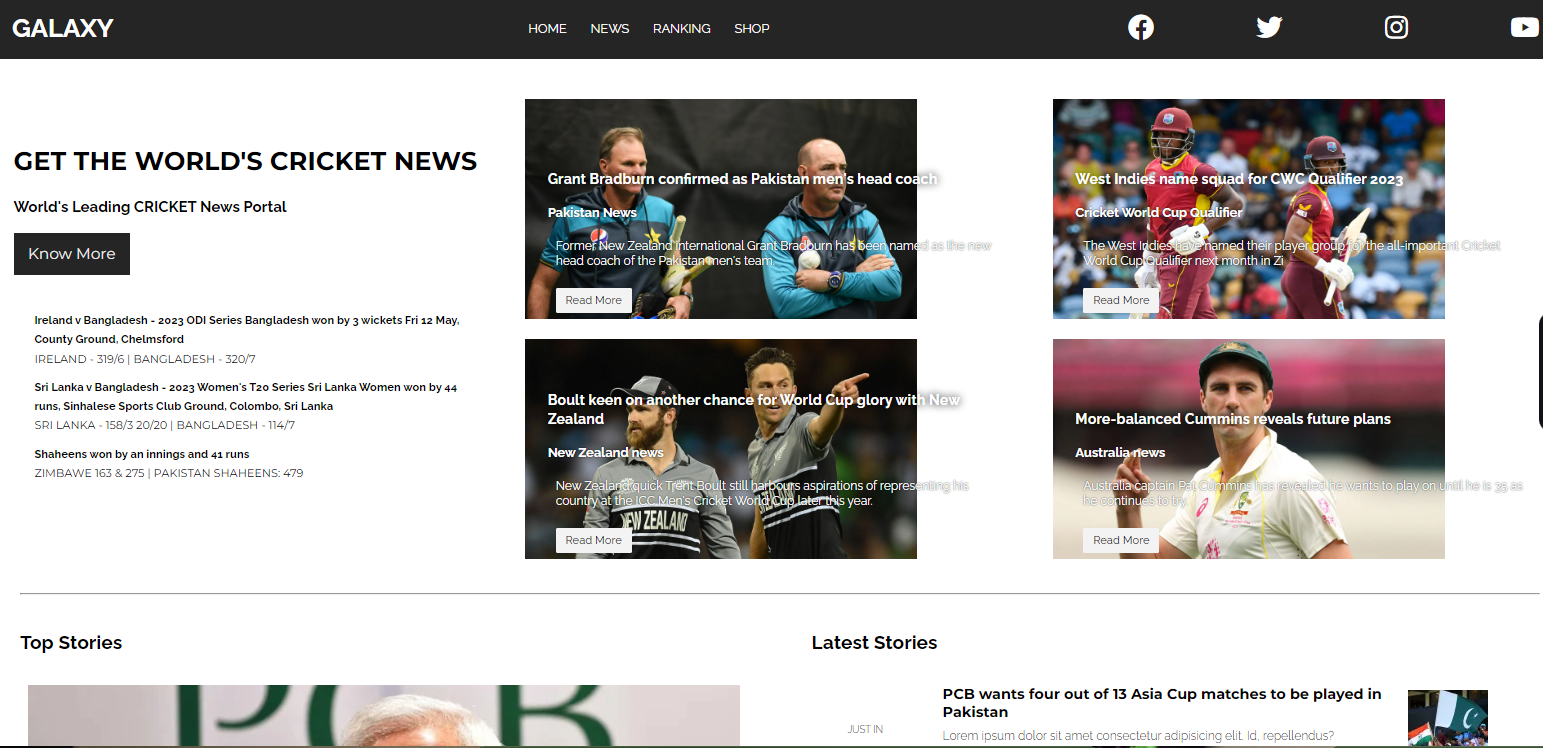 GALAXY
HOME NEWS RANKING SHOP
GET THE WORLD'S CRICKET NEWS
World's Leading CRICKET News Portal
Know More
Ireland v Bangladesh - 2023 ODI Series Bangladesh won by 3 wickets Fri 12 May,
County Ground, Chelmsford
IRELAND - 319/6 | BANGLADESH - 320/7
Sri Lanka v Bangladesh - 2023 Women's T20 Series Sri Lanka Women won by 44
runs, Sinhalese Sports Club Ground, Colombo, Sri Lanka
SRI LANKA - 158/3 20/20 | BANGLADESH - 114/7
Shaheens won by an innings and 41 runs
ZIMBAWE 163 & 275 | PAKISTAN SHAHEENS: 479
Grant Bradburn confirmed as Pakistan men's head coach
Pakistan News
Former New Zealand international Grant Bradburn has been named as the new
head coach of the Pakistan men's team.
Read More
West Indies name squad for CWC Qualifier 2023
Cricket World Cup Qualifier
The West Indies have named their player group for the all-important Cricket
World Cup Qualifier next month in Zi
Read More
Boult keen on another chance for World Cup glory with New
Zealand
New Zealand news
New Zealand quick Trent Boult still harbours aspirations of representing his
country at the ICC Men's Cricket World Cup later this year.
NEW ZEALAND
ZEALAND
Read More
More-balanced Cummins reveals future plans
Australia news
Australia captain Pat Cummins has revealed he wants to play on until he is 35 as
he continues to try
Read More
Top Stories
PCB
Latest Stories
JUST IN
PCB wants four out of 13 Asia Cup matches to be played in
Pakistan
Lorem ipsum dolor sit amet consectetur adipisicing elit. Id, repellendus?